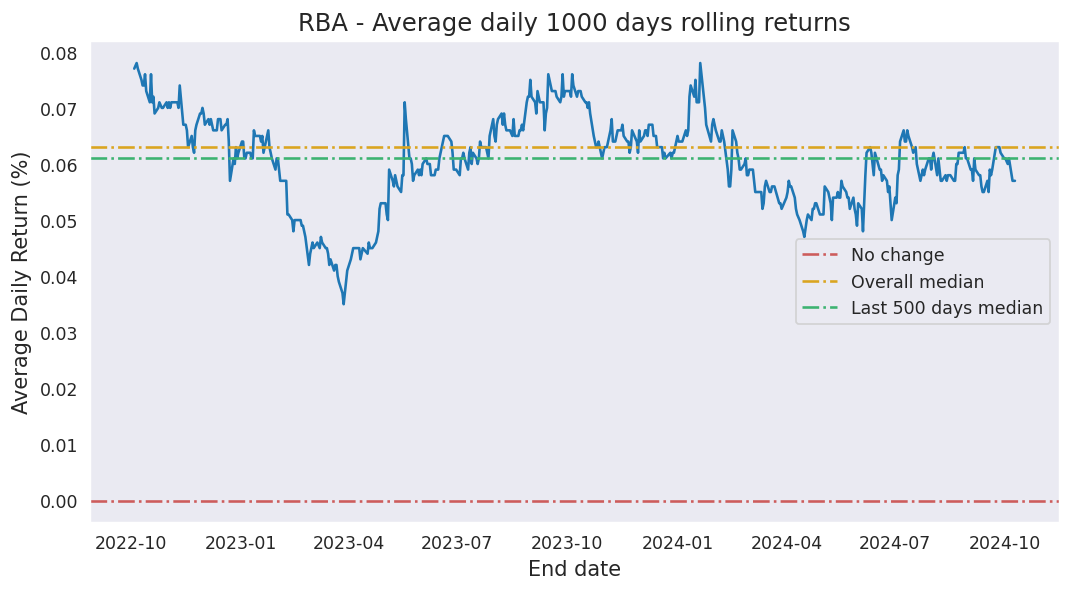 RBA - Average daily 1000 days rolling returns
Average Daily Return (%)
0.08
0.07
0.06
0.05
0.04
0.03
0.02
0.01
0.00
No change
Overall median
Last 500 days median
2022-10 2023-01 2023-04 2023-07 2023-10 2024-01 2024-04 2024-07 2024-10
End date